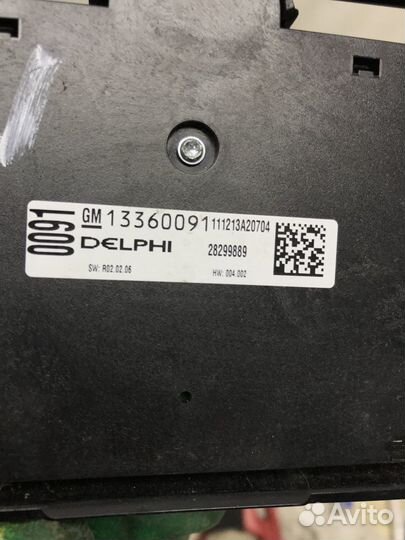 0091
GM 13360091 111213A20704
DELPHI 28299889
SW: R02.02.06 HW: 004.002
Avito